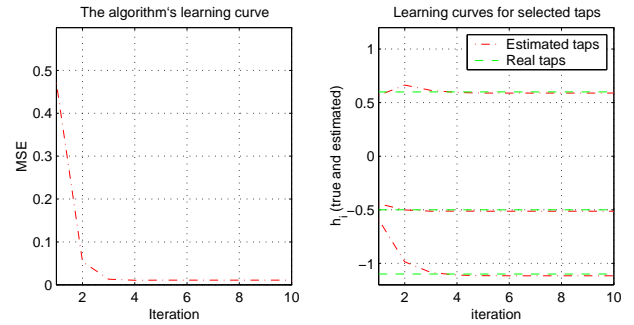 The algorithm's learning curve
0.5
0.4
0.3
0.2
0.1
0
MSE
2
4
6
8
10
Iteration
Learning curves for selected taps
1
0.5
0
−0.5
−1
h_i (true and estimated)
Estimated taps
Real taps
2
4
6
8
10
iteration